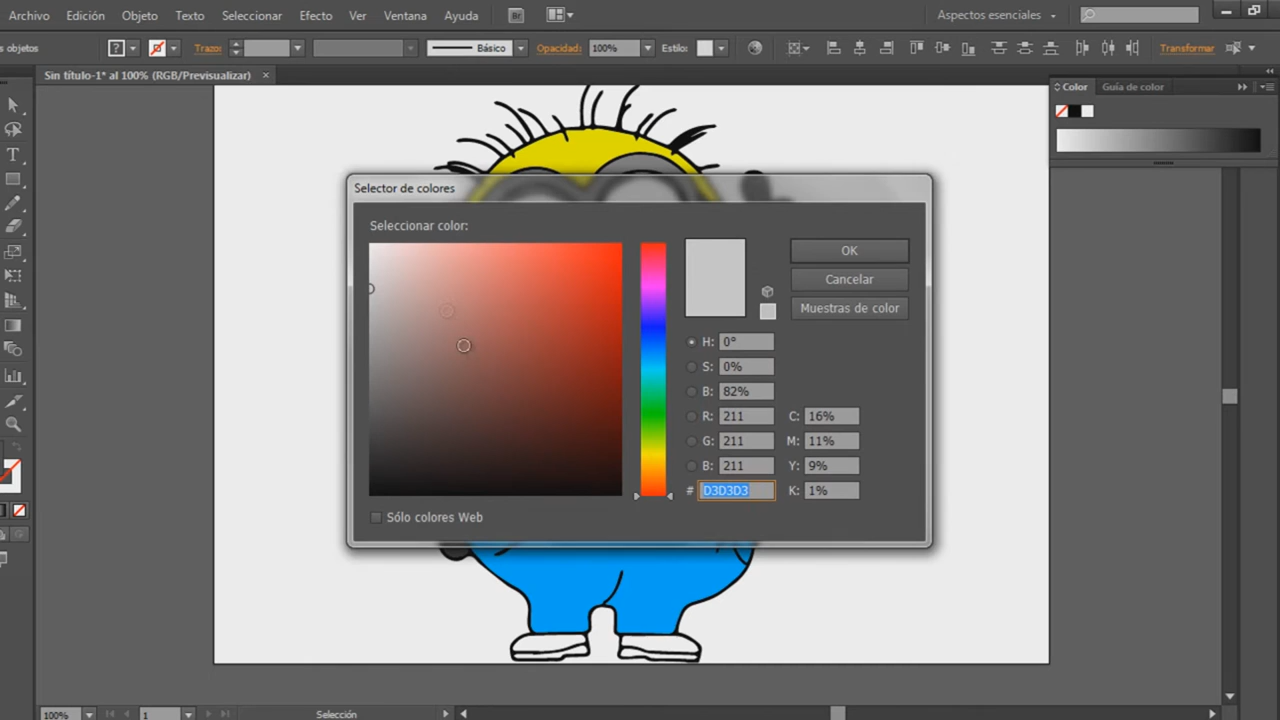 Archivo Edición Objeto Texto Seleccionar Efecto Ver Ventana Ayuda Br Aspectos esenciales
s objetos ? Trazo: Básico Opacidad: 100% Estilo: Transformar
Sin título-1* al 100% (RGB/Previsualizar) ×
Color Guía de color
Selector de colores
Seleccionar color:
OK
Cancelar
Muestras de color
H: 0°
S: 0%
B: 82%
R: 211 C: 16%
G: 211 M: 11%
B: 211 Y: 9%
# D3D3D3 K: 1%
Sólo colores Web
100% 1 Selección